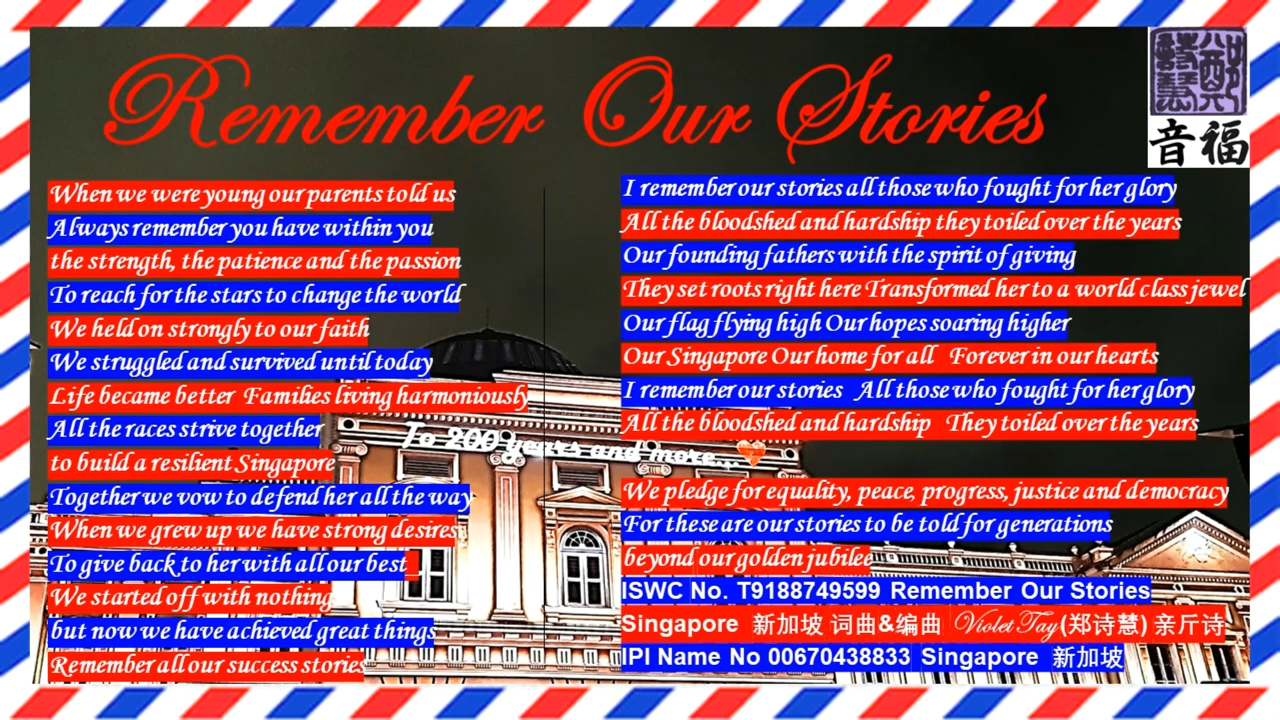 Remember Our Stories
音福
When we were young our parents told us
Always remember you have within you
the strength, the patience and the passion
To reach for the stars to change the world
We held on strongly to our faith
We struggled and survived until today
Life became better Families living harmoniously
All the races strive together
to build a resilient Singapore
Together we vow to defend her all the way
When we grew up we have strong desires
To give back to her with all our best
We started off with nothing
but now we have achieved great things
Remember all our success stories
To 200 years and more...
I remember our stories all those who fought for her glory
All the bloodshed and hardship they toiled over the years
Our founding fathers with the spirit of giving
They set roots right here Transformed her to a world class jewel
Our flag flying high Our hopes soaring higher
Our Singapore Our home for all Forever in our hearts
I remember our stories All those who fought for her glory
All the bloodshed and hardship They toiled over the years
We pledge for equality, peace, progress, justice and democracy
For these are our stories to be told for generations
beyond our golden jubilee
ISWC No. T9188749599 Remember Our Stories
Singapore 新加坡 词曲&编曲 Violet Tay(郑诗慧) 亲斤诗
IPI Name No 00670438833 Singapore 新加坡